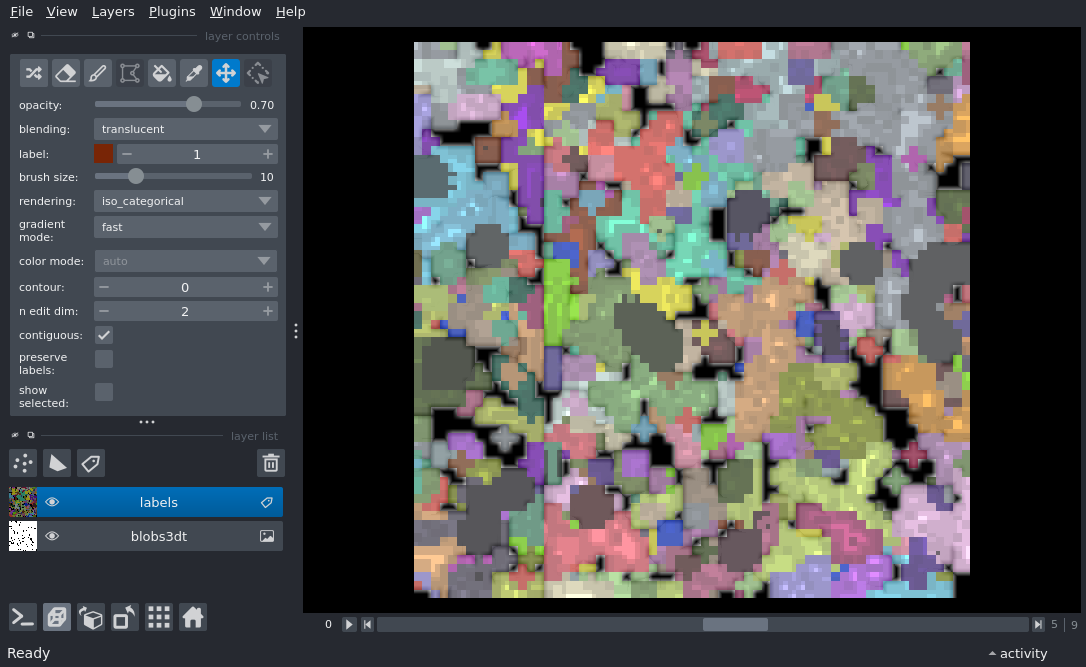 File View Layers Plugins Window Help
layer controls
opacity: 0.70
blending: translucent
label: 1
brush size: 10
rendering: iso_categorical
gradient
mode: fast
color mode: auto
contour: 0
n edit dim: 2
contiguous:
preserve
labels:
show
selected:
layer list
labels
blobs3dt
0 5 | 9
Ready activity